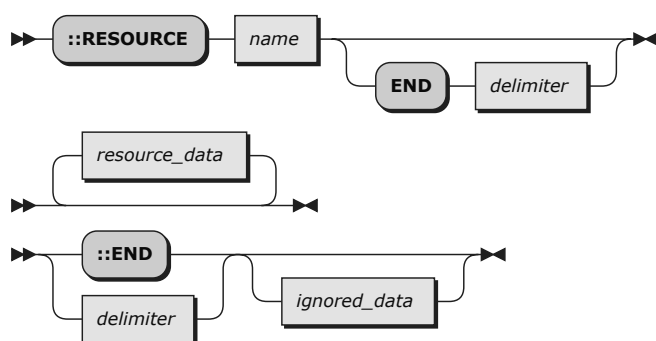 ::RESOURCE name
END delimiter
resource_data
::END
delimiter ignored_data